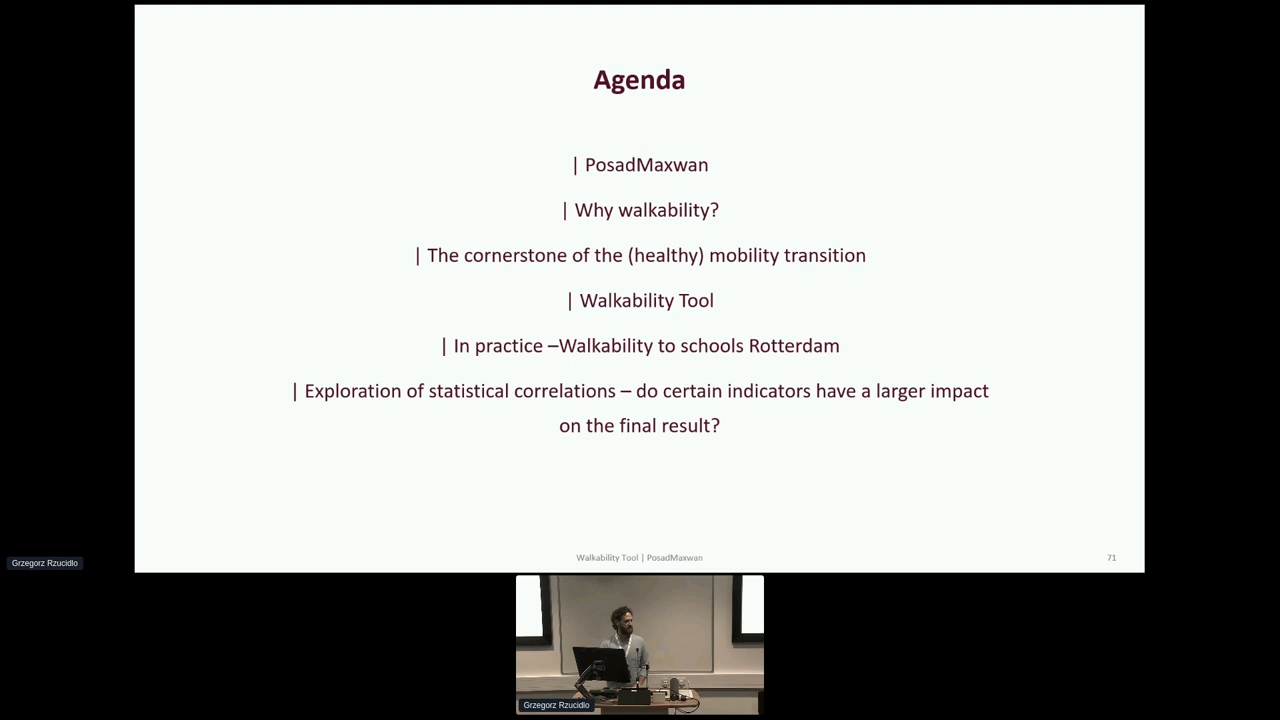 Agenda
| PosadMaxwan
| Why walkability?
| The cornerstone of the (healthy) mobility transition
| Walkability Tool
| In practice –Walkability to schools Rotterdam
| Exploration of statistical correlations – do certain indicators have a larger impact
on the final result?
Walkability Tool | PosadMaxwan
71
Grzegorz Rzucidlo
Grzegorz Rzucidlo